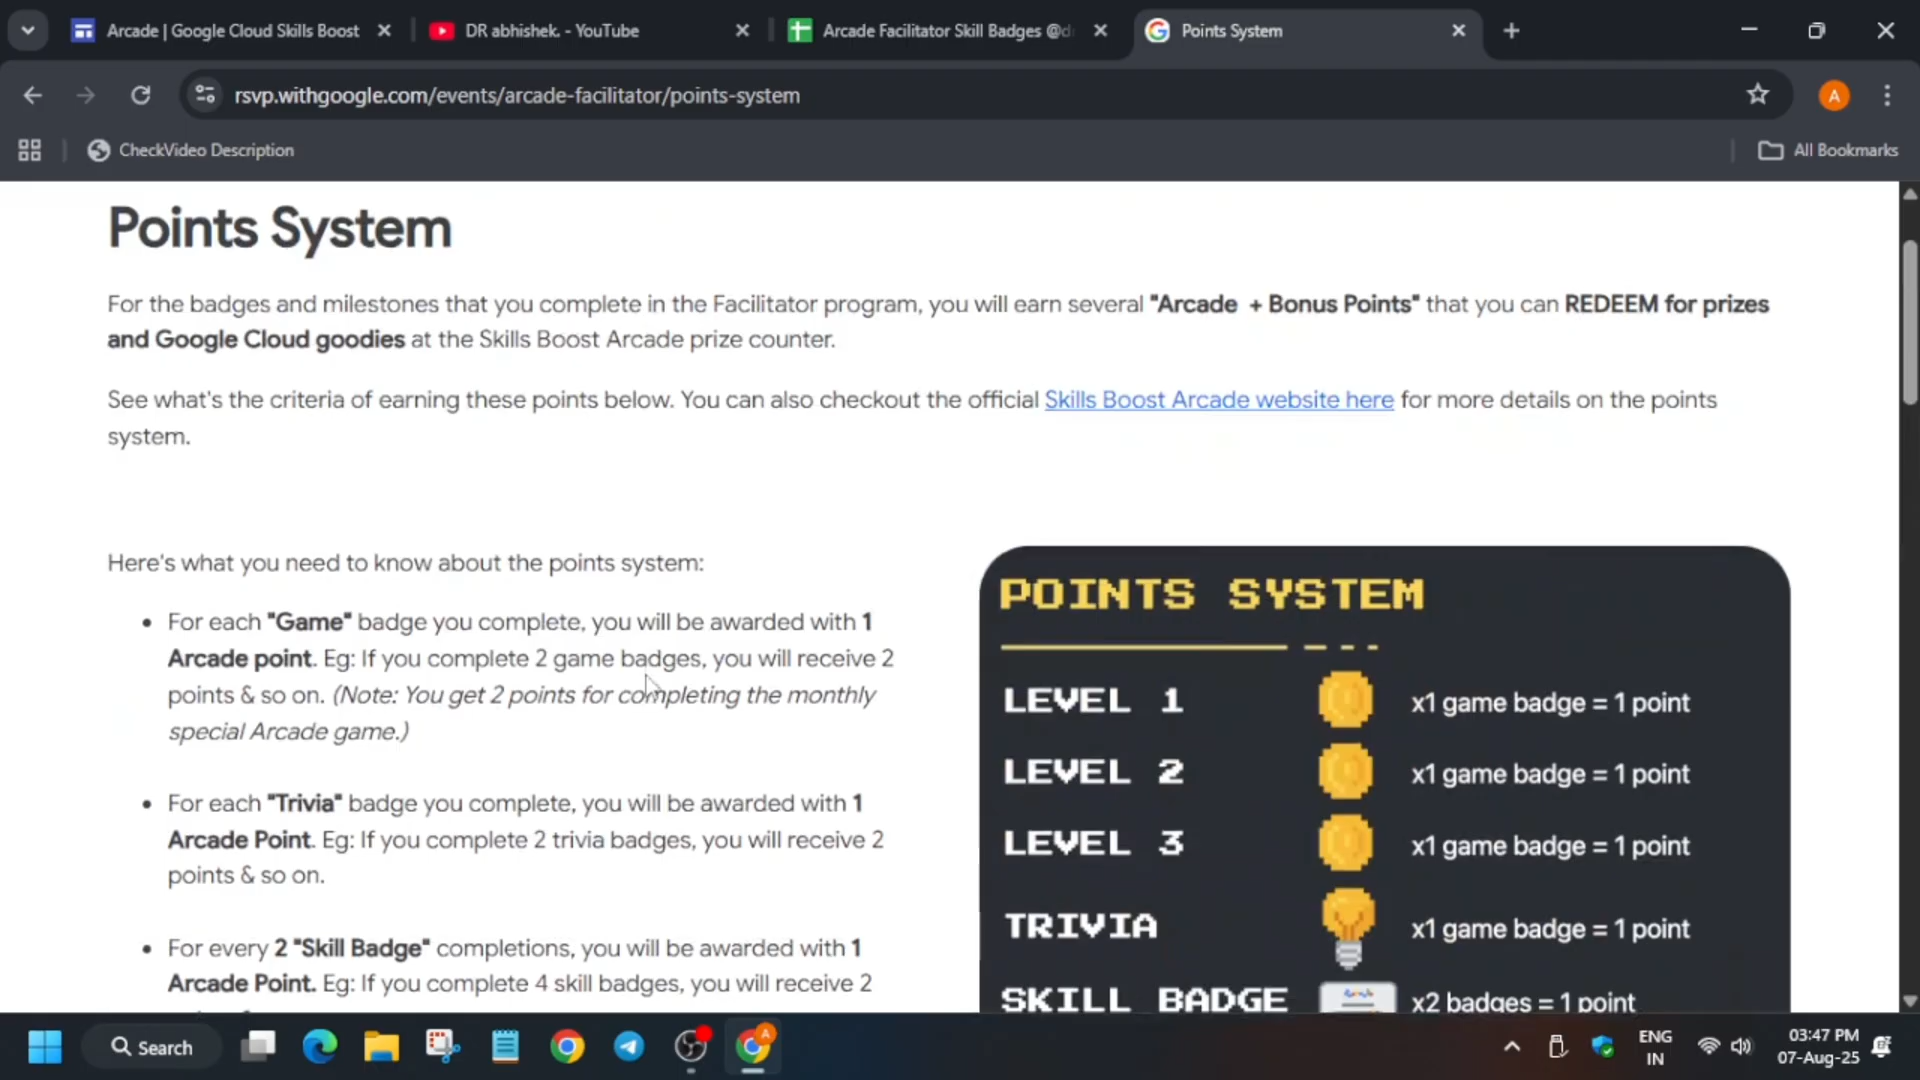 Arcade | Google Cloud Skills Boost
DR abhishek. - YouTube
Arcade Facilitator Skill Badges @d
Points System
rsvp.withgoogle.com/events/arcade-facilitator/points-system
A
CheckVideo Description
All Bookmarks
Points System
For the badges and milestones that you complete in the Facilitator program, you will earn several "Arcade + Bonus Points" that you can REDEEM for prizes
and Google Cloud goodies at the Skills Boost Arcade prize counter.
See what's the criteria of earning these points below. You can also checkout the official Skills Boost Arcade website here for more details on the points
system.
Here's what you need to know about the points system:
• For each "Game" badge you complete, you will be awarded with 1
Arcade point. Eg: If you complete 2 game badges, you will receive 2
points & so on. (Note: You get 2 points for completing the monthly
special Arcade game.)
• For each "Trivia" badge you complete, you will be awarded with 1
Arcade Point. Eg: If you complete 2 trivia badges, you will receive 2
points & so on.
• For every 2 "Skill Badge" completions, you will be awarded with 1
Arcade Point. Eg: If you complete 4 skill badges, you will receive 2
POINTS SYSTEM
LEVEL 1 x1 game badge = 1 point
LEVEL 2 x1 game badge = 1 point
LEVEL 3 x1 game badge = 1 point
TRIVIA x1 game badge = 1 point
SKILL BADGE x2 badges = 1 point
Search
A
ENG
IN
03:47 PM
07-Aug-25